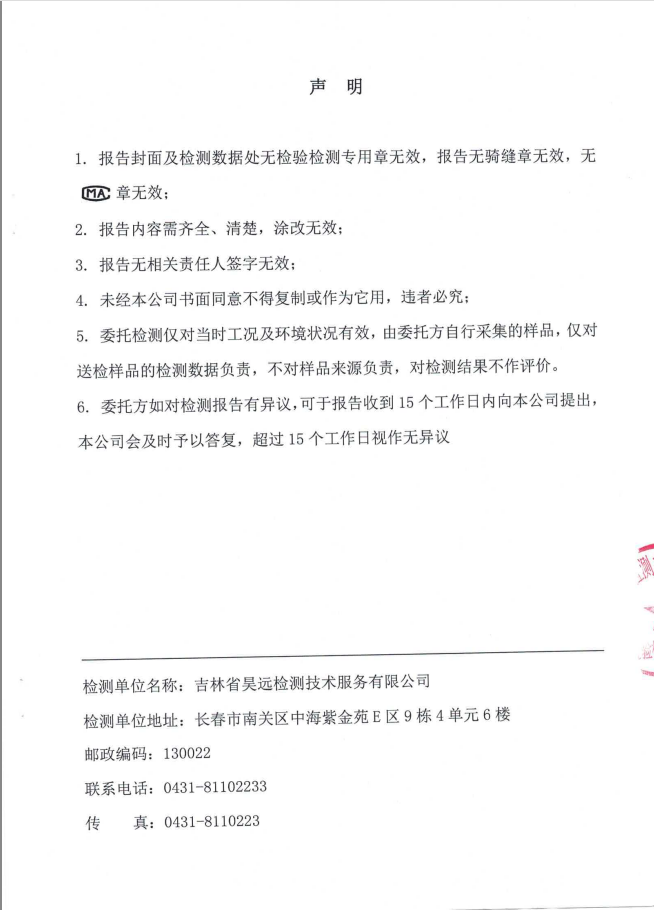 声 明
1. 报告封面及检测数据处无检验检测专用章无效，报告无骑缝章无效，无
MA 章无效；
2. 报告内容需齐全、清楚，涂改无效；
3. 报告无相关责任人签字无效；
4. 未经本公司书面同意不得复制或作为它用，违者必究；
5. 委托检测仅对当时工况及环境状况有效，由委托方自行采集的样品，仅对
送检样品的检测数据负责，不对样品来源负责，对检测结果不作评价。
6. 委托方如对检测报告有异议，可于报告收到 15 个工作日内向本公司提出，
本公司会及时予以答复，超过 15 个工作日视作无异议
检测单位名称：吉林省昊远检测技术服务有限公司
检测单位地址：长春市南关区中海紫金苑 E 区 9 栋 4 单元 6 楼
邮政编码：130022
联系电话：0431-81102233
传 真：0431-8110223